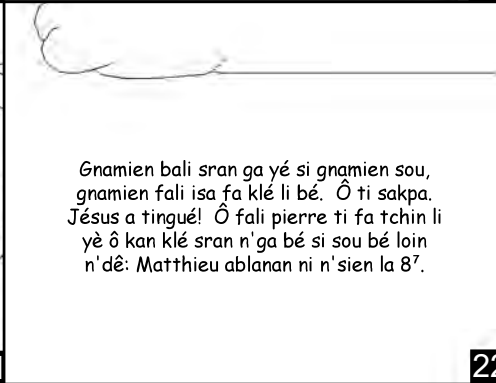 Gnamien bali sran ga yé si gnamien sou,
gnamien fali isa fa klé li bé. Ô ti sakpa.
Jésus a tingué! Ô fali pierre ti fa tchin li
yè ô kan klé sran n'ga bé si sou bé loin
n'dê: Matthieu ablanan ni n'sien la 8⁷.